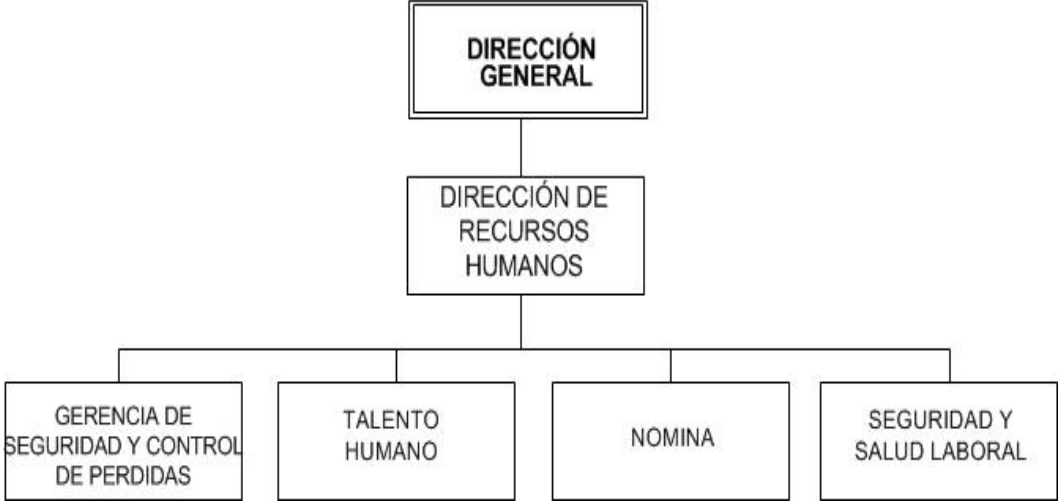 DIRECCIÓN
GENERAL
DIRECCIÓN DE
RECURSOS
HUMANOS
GERENCIA DE
SEGURIDAD Y CONTROL
DE PERDIDAS
TALENTO
HUMANO
NOMINA
SEGURIDAD Y
SALUD LABORAL